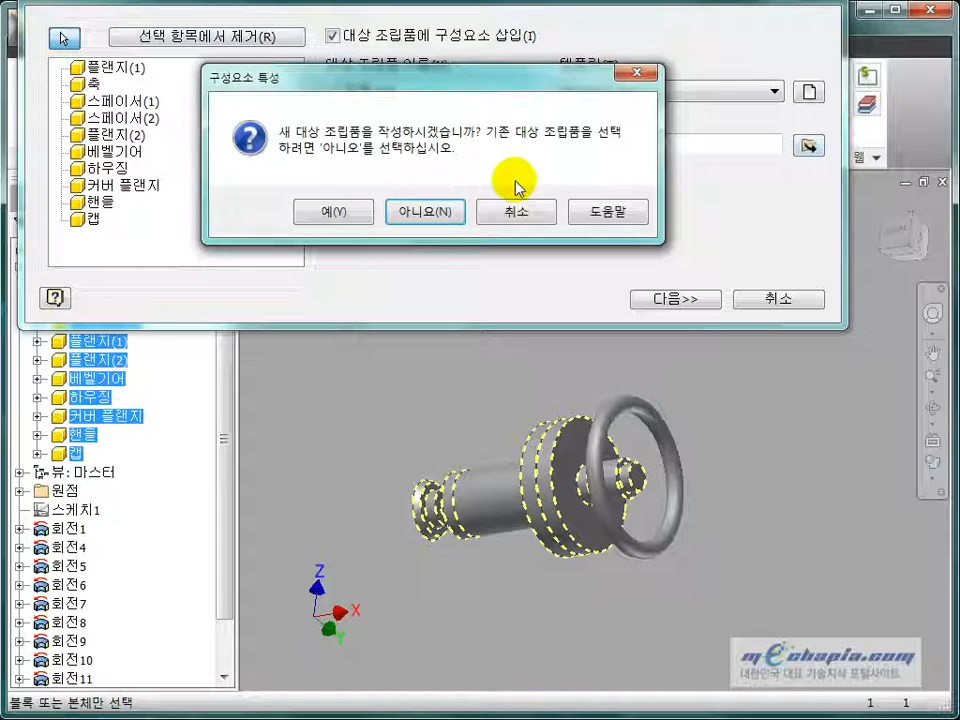 선택 항목에서 제거(R)
대상 조립품에 구성요소 삽입(I)
플랜지(1)
축
스페이서(1)
스페이서(2)
플랜지(2)
베벨기어
하우징
커버 플랜지
핸들
캡
구성요소 특성
새 대상 조립품을 작성하시겠습니까? 기존 대상 조립품을 선택
하려면 '아니오'를 선택하십시오.
예(Y)
아니요(N)
취소
도움말
다음>>
취소
플랜지(1)
플랜지(2)
베벨기어
하우징
커버 플랜지
핸들
캡
뷰: 마스터
원점
스케치1
회전1
회전4
회전5
회전6
회전7
회전8
회전9
회전10
회전11
Z
X
Y
mechapia.com
대한민국 대표 기술지식 포털사이트
블록 또는 본체만 선택
1
1